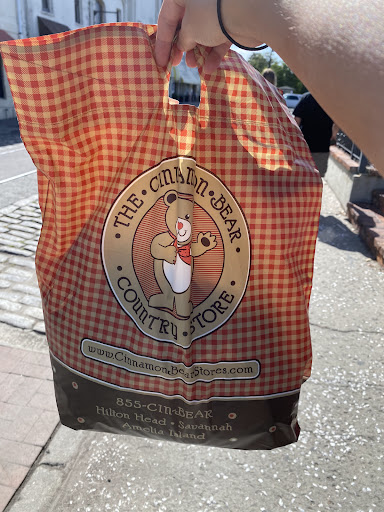 THE • CINNAMON • BEAR
COUNTRY • STORE
www.CinnamonBearStores.com
855-CIN-BEAR
Hilton Head • Savannah
Amelia Island